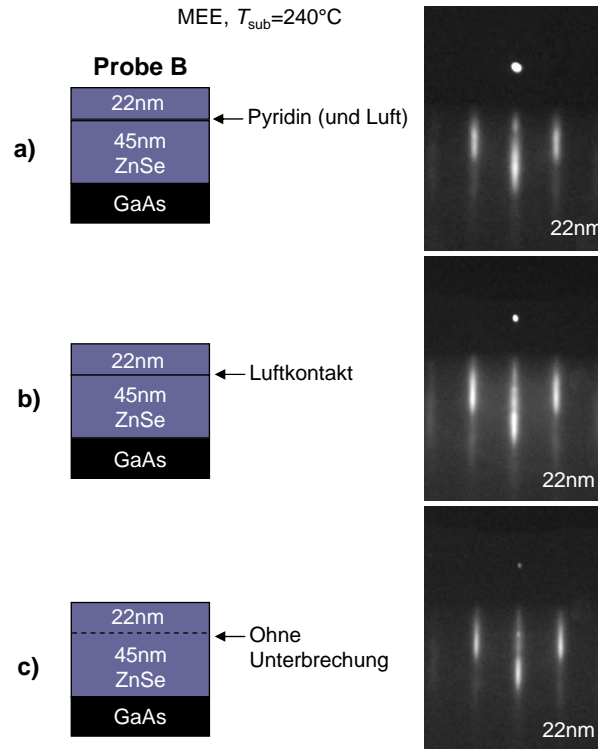 MEE, Tsub=240°C
Probe B
22nm
Pyridin (und Luft)
a)
45nm
ZnSe
GaAs
22nm
22nm
Luftkontakt
b)
45nm
ZnSe
GaAs
22nm
22nm
Ohne
Unterbrechung
c)
45nm
ZnSe
GaAs
22nm